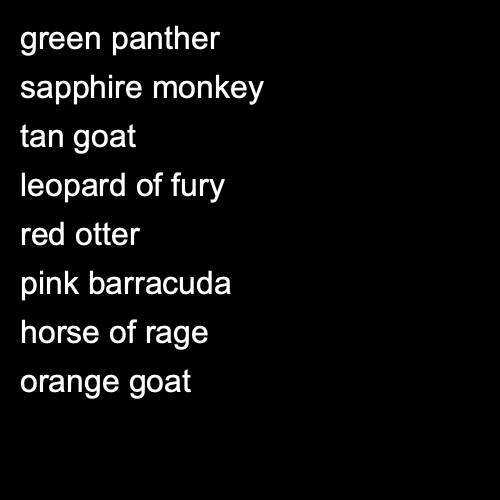 green panther
sapphire monkey
tan goat
leopard of fury
red otter
pink barracuda
horse of rage
orange goat